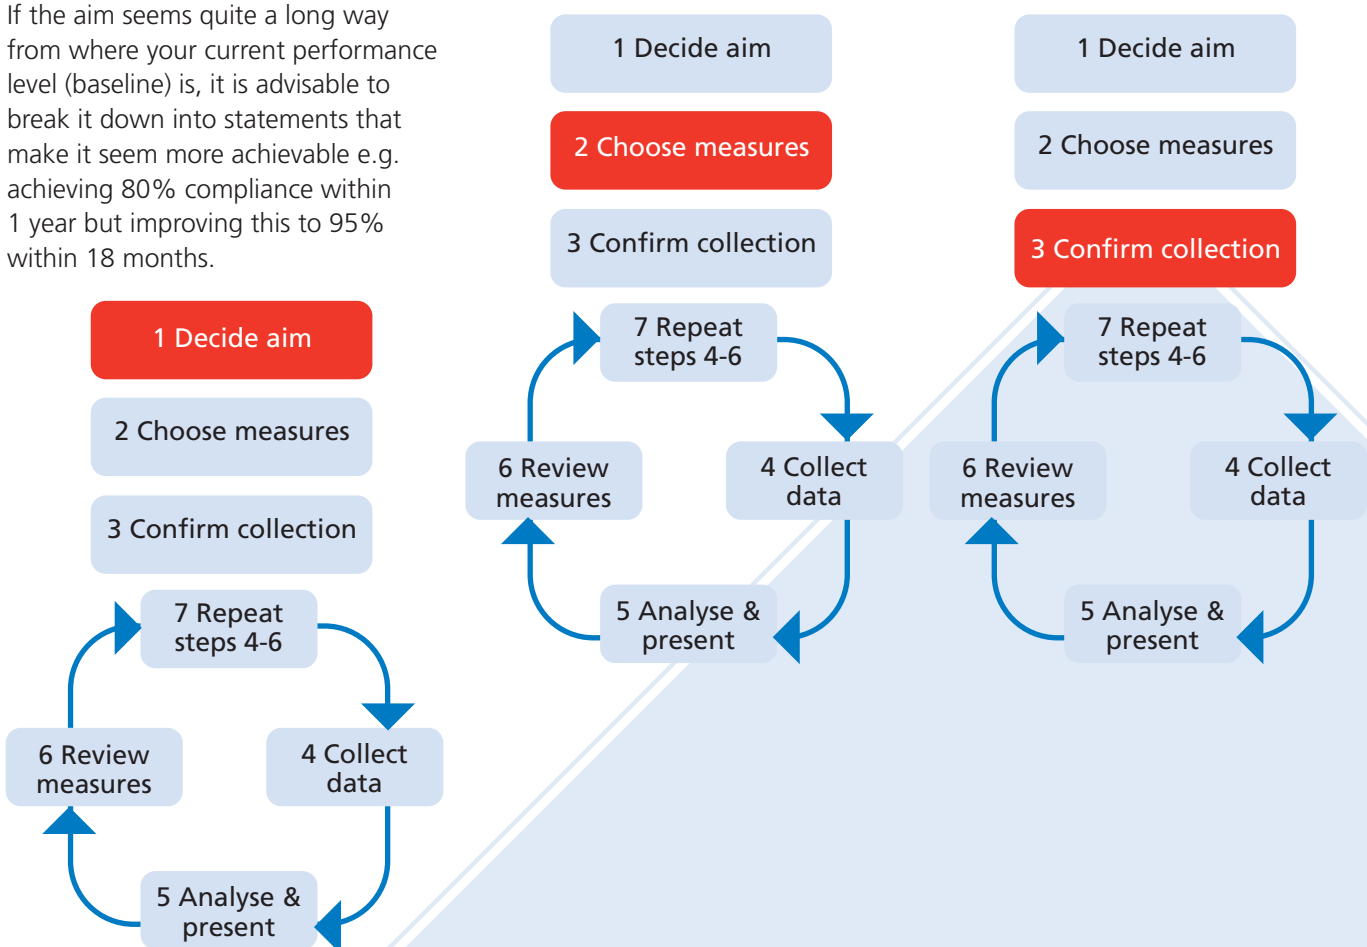 If the aim seems quite a long way
from where your current performance
level (baseline) is, it is advisable to
break it down into statements that
make it seem more achievable e.g.
achieving 80% compliance within
1 year but improving this to 95%
within 18 months.
1 Decide aim
2 Choose measures
3 Confirm collection
7 Repeat
steps 4-6
6 Review
measures
4 Collect
data
5 Analyse &
present
1 Decide aim
2 Choose measures
3 Confirm collection
7 Repeat
steps 4-6
6 Review
measures
4 Collect
data
5 Analyse &
present
1 Decide aim
2 Choose measures
3 Confirm collection
7 Repeat
steps 4-6
6 Review
measures
4 Collect
data
5 Analyse &
present